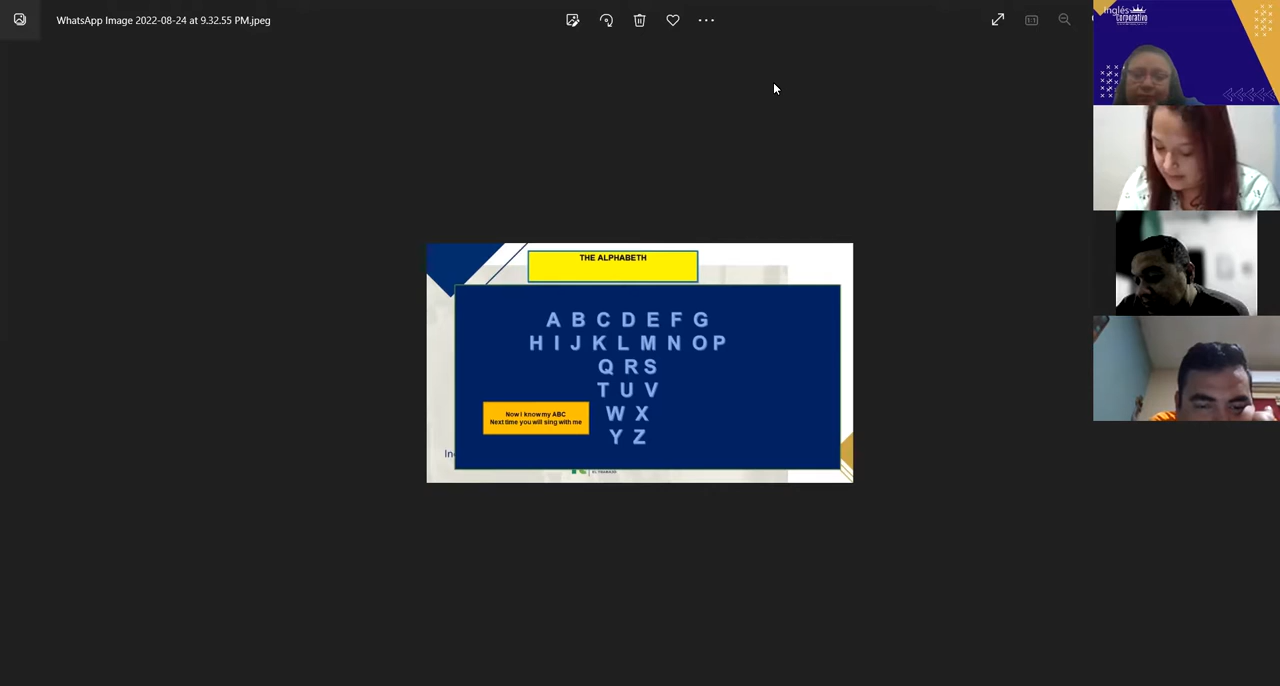 WhatsApp Image 2022-08-24 at 9.32.55 PM.jpeg
Inglés
Corporativo
THE ALPHABETH
A B C D E F G
H I J K L M N O P
Q R S
T U V
W X
Y Z
Now I know my ABC
Next time you will sing with me